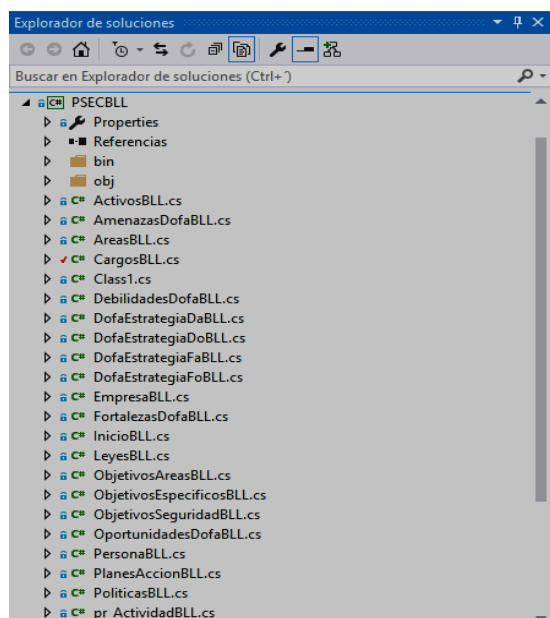 Explorador de soluciones
Buscar en Explorador de soluciones (Ctrl+´)
C# PSECBLL
Properties
Referencias
bin
obj
C# ActivosBLL.cs
C# AmenazasDofaBLL.cs
C# AreasBLL.cs
C# CargosBLL.cs
C# Class1.cs
C# DebilidadesDofaBLL.cs
C# DofaEstrategiaDaBLL.cs
C# DofaEstrategiaDoBLL.cs
C# DofaEstrategiaFaBLL.cs
C# DofaEstrategiaFoBLL.cs
C# EmpresaBLL.cs
C# FortalezasDofaBLL.cs
C# InicioBLL.cs
C# LeyesBLL.cs
C# ObjetivosAreasBLL.cs
C# ObjetivosEspecificosBLL.cs
C# ObjetivosSeguridadBLL.cs
C# OportunidadesDofaBLL.cs
C# PersonaBLL.cs
C# PlanesAccionBLL.cs
C# PoliticasBLL.cs
C# pr_ActividadBLL.cs